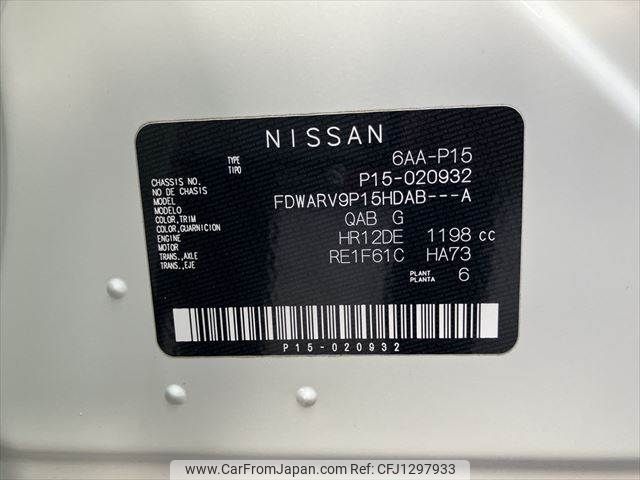 NISSAN
TYPE 6AA-P15
TIPO
CHASSIS NO. P15-020932
CHASIS NO.
MODEL FDWARV9P15HDAB---A
MODELO
COLOR,TRIM QAB G
COLOR,GUARNICION
ENGINE HR12DE 1198 cc
MOTOR
TRANS.,AXLE RE1F61C HA73
TRANS.,EJE
PLANT 6
PLANTA
P15-020932
www.CarFromJapan.com CFJ1297933